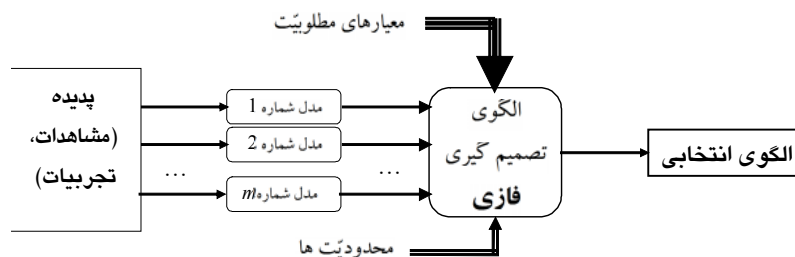 معیارهای مطلوبیّت
پدیده
(مشاهدات،
تجربیات)
مدل شماره 1
مدل شماره 2
... ...
مدل شماره m
الگوی
تصمیم گیری
فازی
الگوی انتخابی
محدودیّت ها